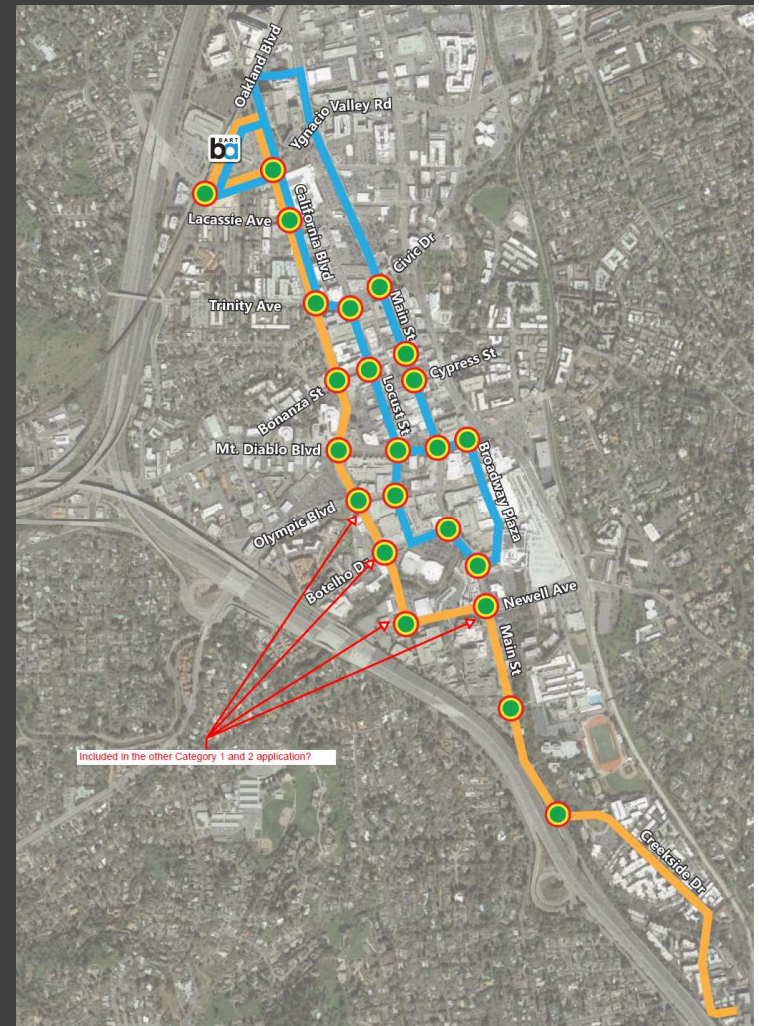 Oakland Blvd
Ygnacio Valley Rd
BART
ba
Lacassie Ave
California Blvd
Civic Dr
Trinity Ave
Main St
Cypress St
Bonanza St
Locust St
Mt. Diablo Blvd
Broadway Plaza
Olympic Blvd
Botelho Dr
Newell Ave
Main St
Included in the other Category 1 and 2 application?
Creekside Dr